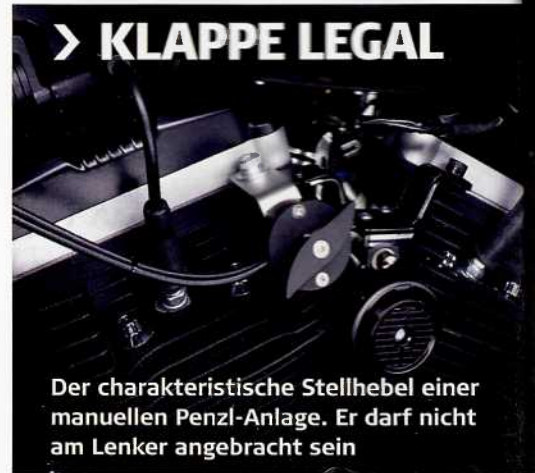 > KLAPPE LEGAL
Der charakteristische Stellhebel einer
manuellen Penzl-Anlage. Er darf nicht
am Lenker angebracht sein